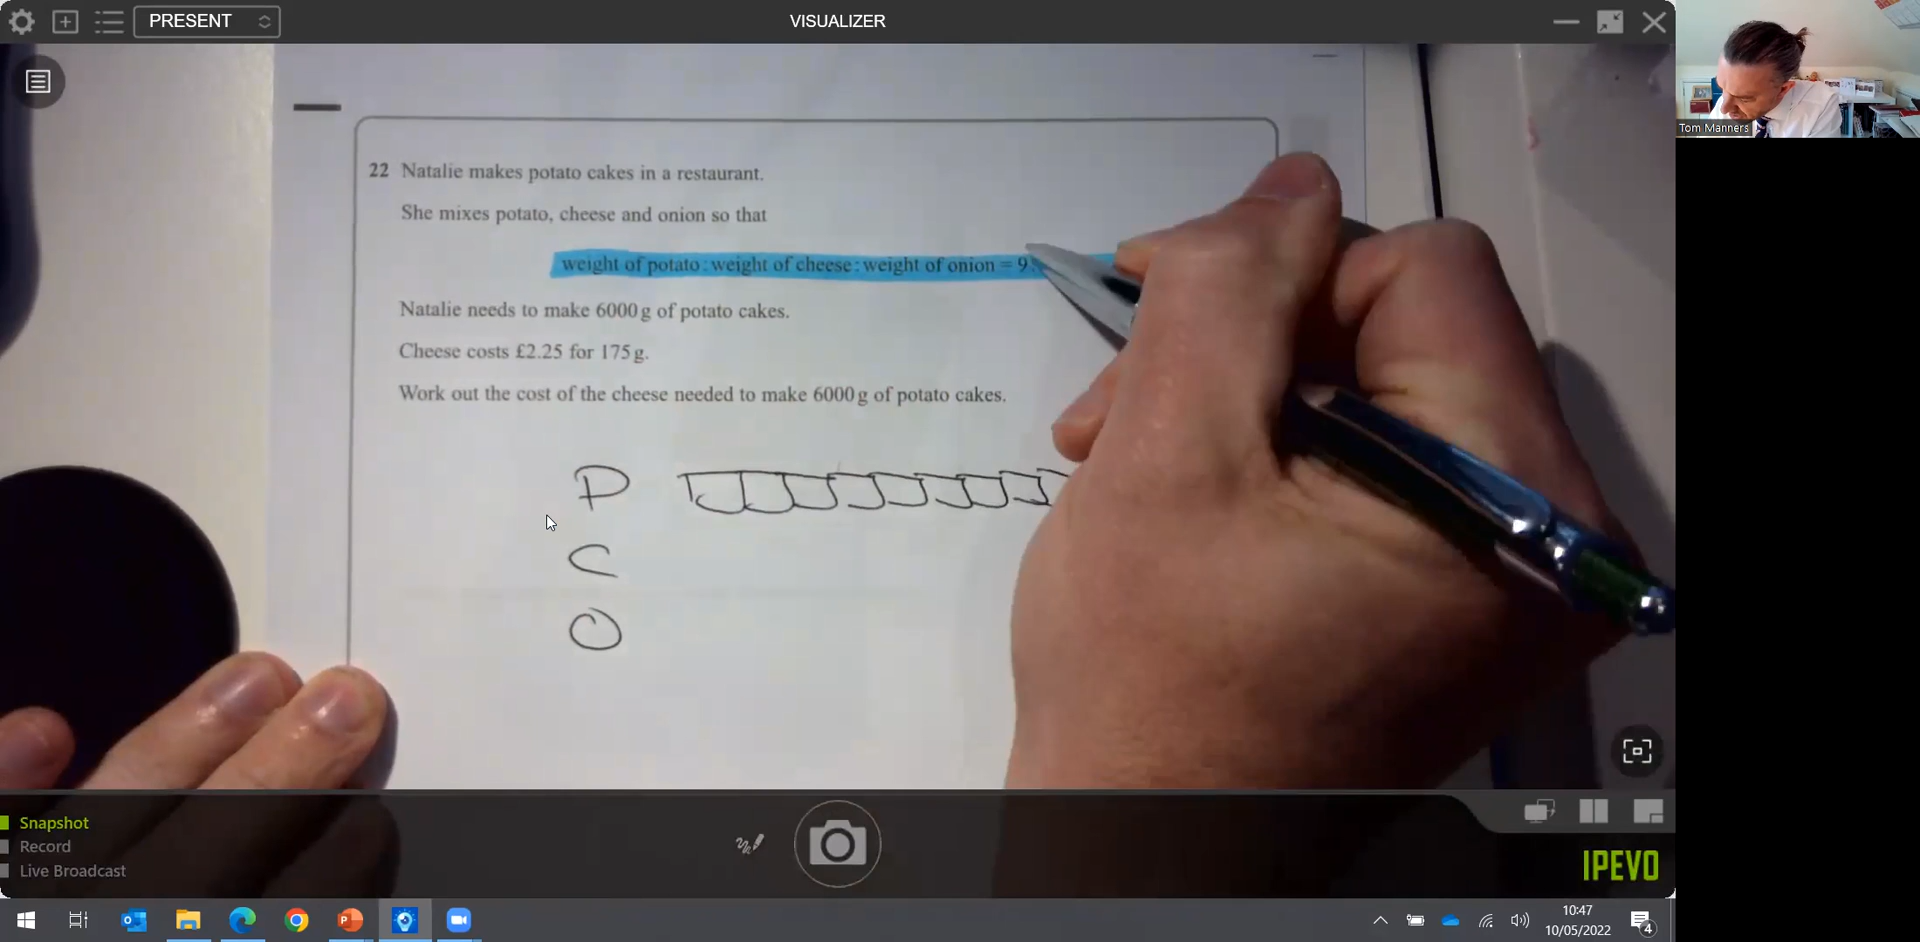 PRESENT
VISUALIZER
Tom Manners
22 Natalie makes potato cakes in a restaurant.
She mixes potato, cheese and onion so that
weight of potato : weight of cheese : weight of onion = 9 :
Natalie needs to make 6000 g of potato cakes.
Cheese costs £2.25 for 175 g.
Work out the cost of the cheese needed to make 6000 g of potato cakes.
P
C
O
Snapshot
Record
Live Broadcast
IPEVO
10:47
10/05/2022
4